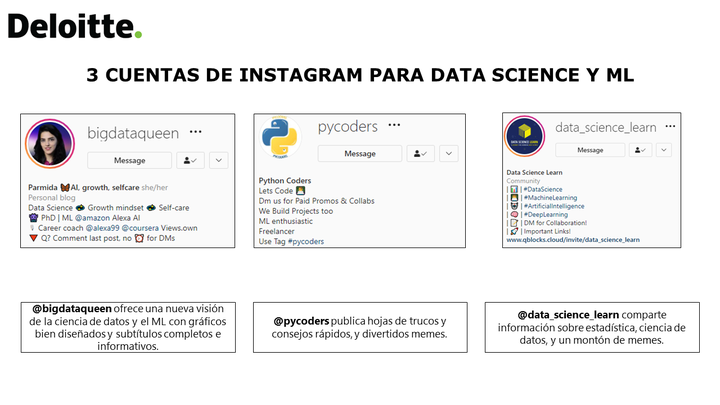 Deloitte.
3 CUENTAS DE INSTAGRAM PARA DATA SCIENCE Y ML
bigdataqueen ...
Message
Parmida 🦋AI, growth, selfcare she/her
Personal blog
Data Science Growth mindset Self-care
PhD | ML @amazon Alexa AI
Career coach @alexa99 @coursera Views.own
Q? Comment last post, no for DMs
pycoders ...
Message
Python Coders
Lets Code
Dm us for Paid Promos & Collabs
We Build Projects too
ML enthusiastic
Freelancer
Use Tag #pycoders
data_science_learn ...
Message
Data Science Learn
Community
| | #DataScience
| | #MachineLearning
| | #ArtificialIntelligence
| | #DeepLearning
| | DM for Collaboration!
| | Important Links!
www.qblocks.cloud/invite/data_science_learn
@bigdataqueen ofrece una nueva visión
de la ciencia de datos y el ML con gráficos
bien diseñados y subtítulos completos e
informativos.
@pycoders publica hojas de trucos y
consejos rápidos, y divertidos memes.
@data_science_learn comparte
información sobre estadística, ciencia de
datos, y un montón de memes.